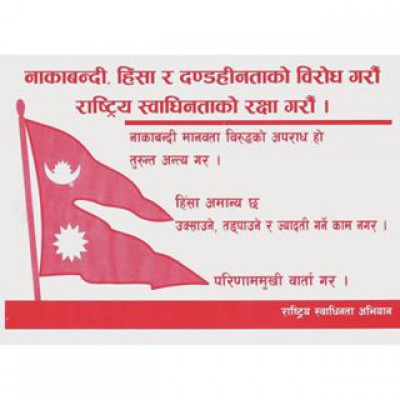 नाकाबन्दी, हिंसा र दण्डहीनताको विरोध गरौं
राष्ट्रिय स्वाधिनताको रक्षा गरौं ।
नाकाबन्दी मानवता विरुद्धको अपराध हो
तुरुन्त अन्त्य गर ।
हिंसा अमान्य छ
उक्साउने, तड्पाउने र ज्यादती गर्ने काम नगर ।
परिणाममुखी वार्ता गर ।
राष्ट्रिय स्वाधिनता अभियान